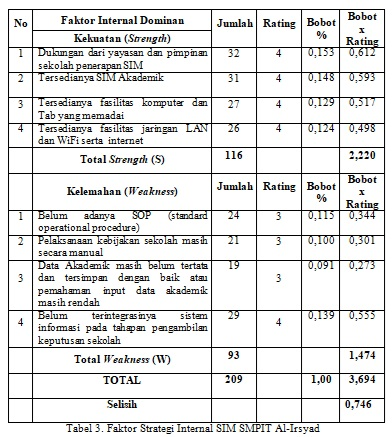 No Faktor Internal Dominan Jumlah Rating Bobot % Bobot x Rating
Kekuatan (Strength)
1 Dukungan dari yayasan dan pimpinan sekolah penerapan SIM 32 4 0,153 0,612
2 Tersedianya SIM Akademik 31 4 0,148 0,593
3 Tersedianya fasilitas komputer dan Tab yang memadai 27 4 0,129 0,517
4 Tersedianya fasilitas jaringan LAN dan WiFi serta internet 26 4 0,124 0,498
Total Strength (S) 116 2,220
Kelemahan (Weakness) Jumlah Rating Bobot % Bobot x Rating
1 Belum adanya SOP (standard operational procedure) 24 3 0,115 0,344
2 Pelaksanaan kebijakan sekolah masih secara manual 21 3 0,100 0,301
3 Data Akademik masih belum tertata dan tersimpan dengan baik atau pemahaman input data akademik masih rendah 19 3 0,091 0,273
4 Belum terintegrasinya sistem informasi pada tahapan pengambilan keputusan sekolah 29 4 0,139 0,555
Total Weakness (W) 93 1,474
TOTAL 209 1,00 3,694
Selisih 0,746
Tabel 3. Faktor Strategi Internal SIM SMPIT Al-Irsyad